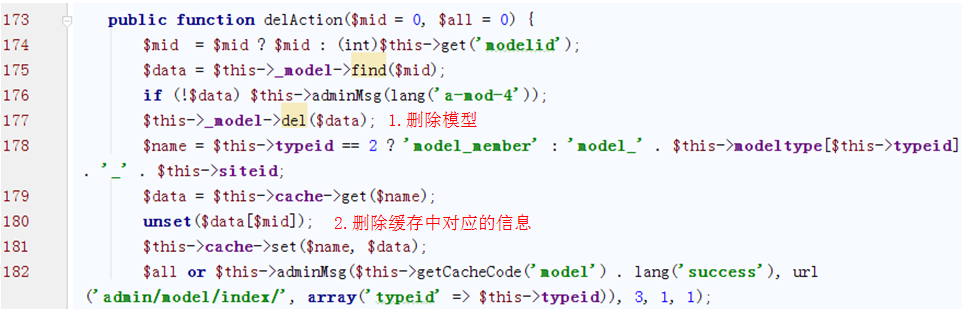 173 public function delAction($mid = 0, $all = 0) {
174 $mid  = $mid ? $mid : (int)$this->get('modelid');
175 $data = $this->_model->find($mid);
176 if (!$data) $this->adminMsg(lang('a-mod-4'));
177 $this->_model->del($data); 1.删除模型
178 $name = $this->typeid == 2 ? 'model_member' : 'model_' . $this->modeltype[$this->typeid]
. '_' . $this->siteid;
179 $data = $this->cache->get($name);
180 unset($data[$mid]); 2.删除缓存中对应的信息
181 $this->cache->set($name, $data);
182 $all or $this->adminMsg($this->getCacheCode('model') . lang('success'), url
('admin/model/index/', array('typeid' => $this->typeid)), 3, 1, 1);